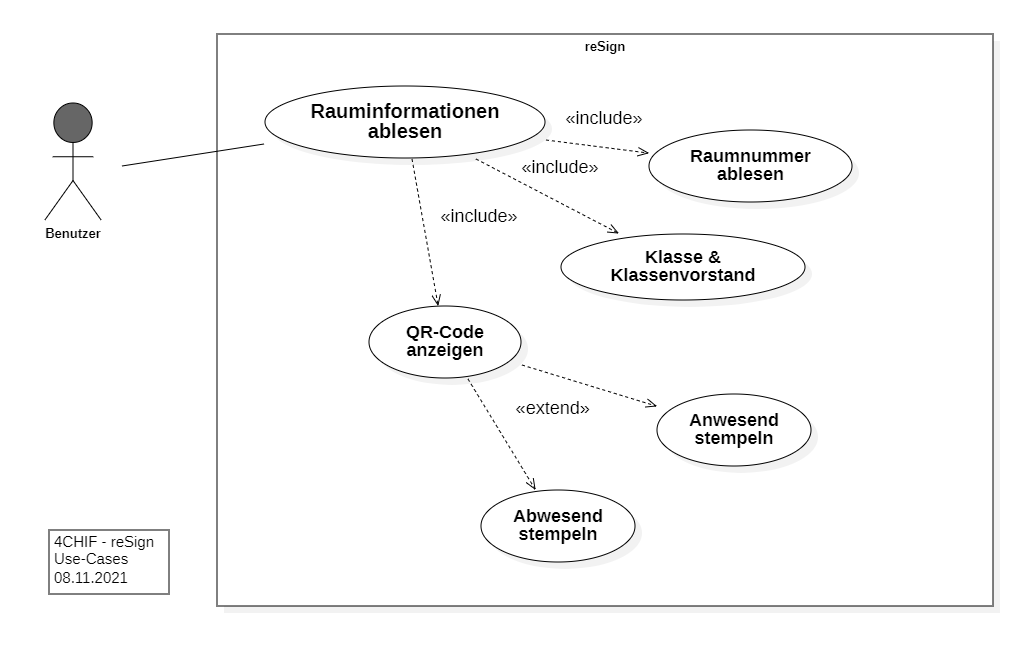 reSign
Rauminformationen
ablesen
«include»
Raumnummer
ablesen
«include»
«include»
Benutzer
Klasse &
Klassenvorstand
QR-Code
anzeigen
«extend»
Anwesend
stempeln
Abwesend
stempeln
4CHIF - reSign
Use-Cases
08.11.2021